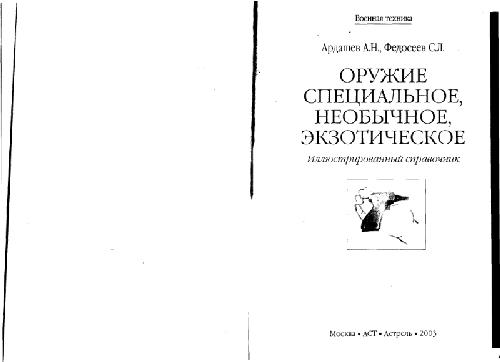 Военная техника
Ардашев А.Н., Федосеев С.Л.
ОРУЖИЕ
СПЕЦИАЛЬНОЕ,
НЕОБЫЧНОЕ,
ЭКЗОТИЧЕСКОЕ
Иллюстрированный справочник
Москва • АСТ • Астрель • 2003